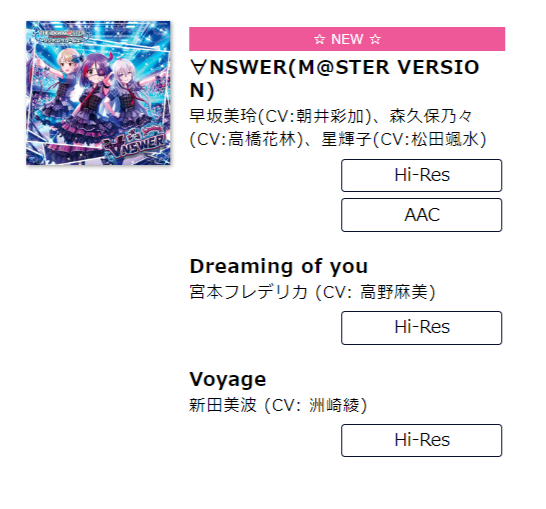 ☆ NEW ☆
∀NSWER(M@STER VERSIO
N)
早坂美玲(CV:朝井彩加)、森久保乃々
(CV:高橋花林)、星輝子(CV:松田颯水)
Hi-Res
AAC
Dreaming of you
宮本フレデリカ (CV: 高野麻美)
Hi-Res
Voyage
新田美波 (CV: 洲崎綾)
Hi-Res
∀NSWER